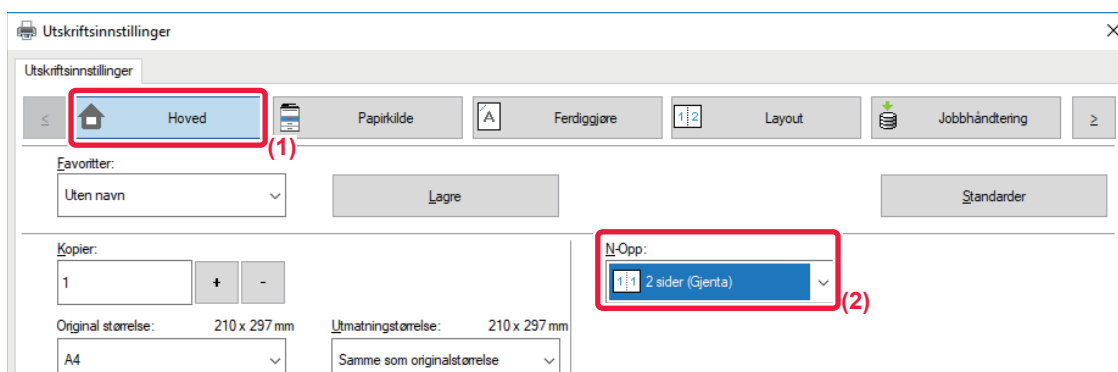 Utskriftsinnstillinger
Utskriftsinnstillinger
≤ Hoved Papirkilde A Ferdiggjøre 1 2 Layout Jobbhåndtering ≥
(1)
Favoritter:
Uten navn Lagre Standarder
Kopier: N-Opp:
1 + - 1 1 2 sider (Gjenta)
(2)
Original størrelse: 210 x 297 mm Utmatningstørrelse: 210 x 297 mm
A4 Samme som originalstørrelse